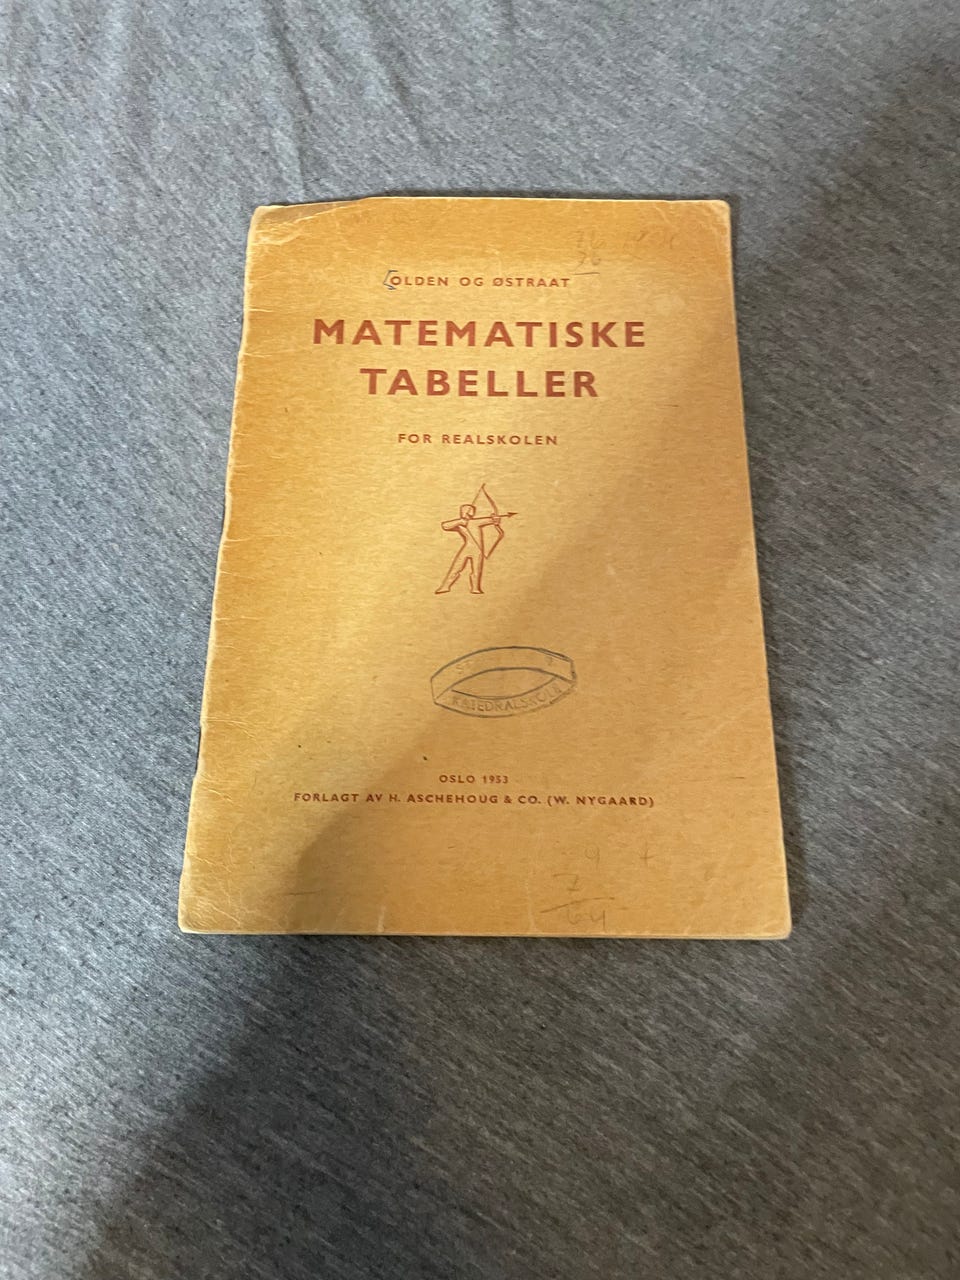 OLDEN OG ØSTRAAT
MATEMATISKE
TABELLER
FOR REALSKOLEN
KATEDRALSKOLE
OSLO 1953
FORLAGT AV H. ASCHEHOUG & CO. (W. NYGAARD)